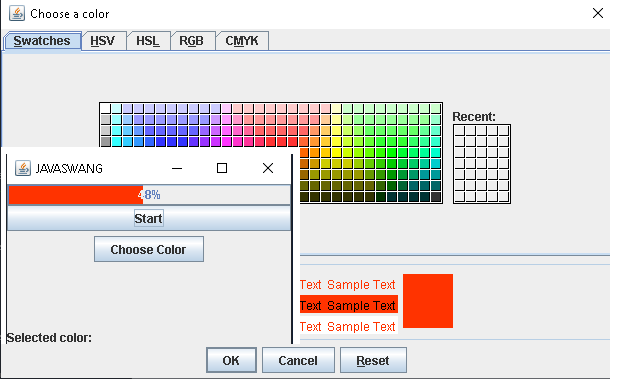 Choose a color
Swatches HSV HSL RGB CMYK
Recent:
JAVASWANG
48%
Start
Choose Color
Text Sample Text
Text Sample Text
Text Sample Text
Selected color:
OK Cancel Reset